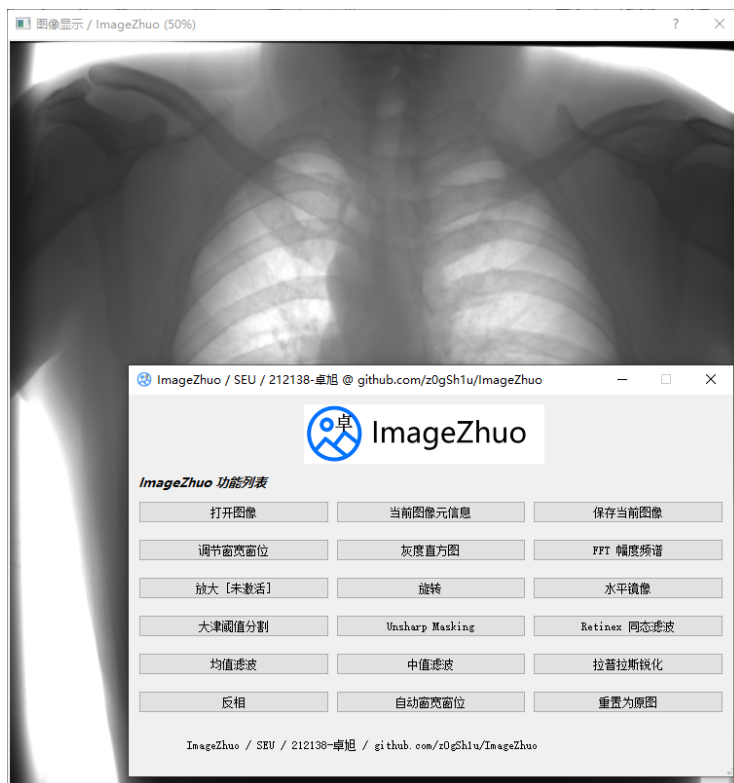 图像显示 / ImageZhuo (50%)
ImageZhuo / SEU / 212138-卓旭 @ github.com/z0gSh1u/ImageZhuo
卓 ImageZhuo
ImageZhuo 功能列表
打开图像 当前图像元信息 保存当前图像
调节窗宽窗位 灰度直方图 FFT 幅度频谱
放大 [未激活] 旋转 水平镜像
大津阈值分割 Unsharp Masking Retinex 同态滤波
均值滤波 中值滤波 拉普拉斯锐化
反相 自动窗宽窗位 重置为原图
ImageZhuo / SEU / 212138-卓旭 / github.com/z0gSh1u/ImageZhuo